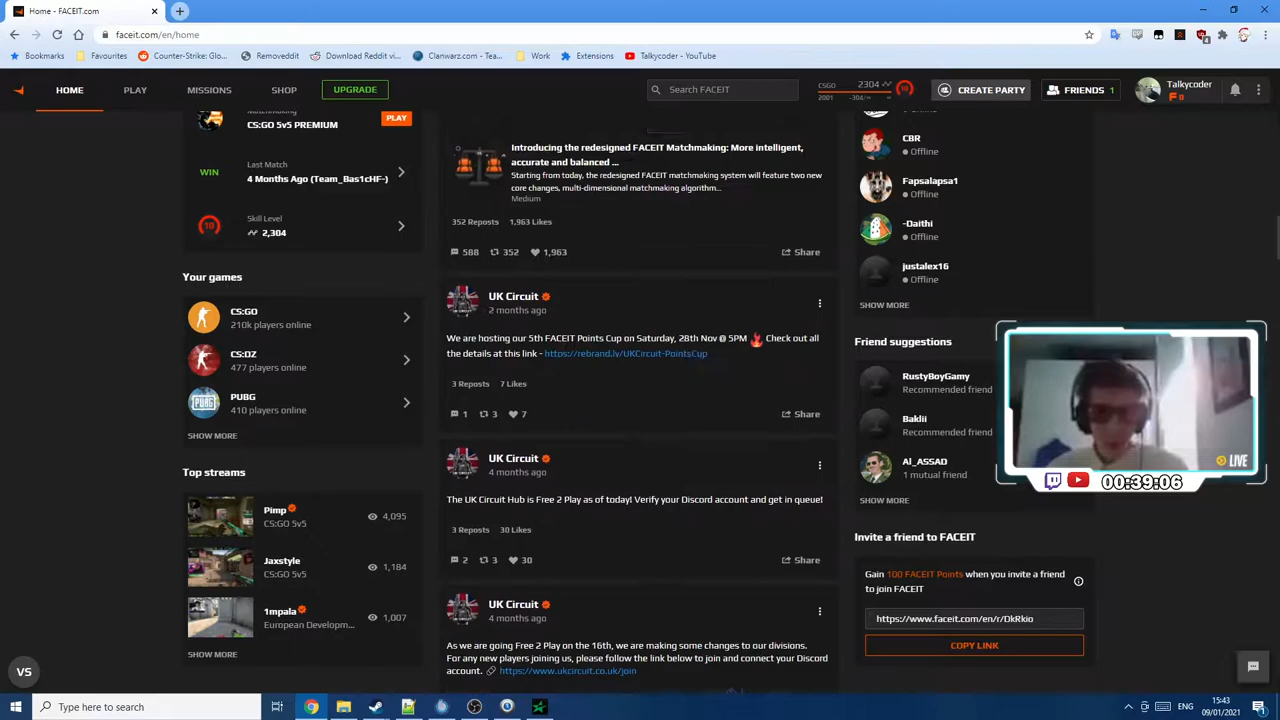 Home - FACEIT.com
faceit.com/en/home
Bookmarks Favourites Counter-Strike: Glo... Removeddit Download Reddit vi... Clanwarz.com - Tea... Work Extensions Talkycoder - YouTube
HOME PLAY MISSIONS SHOP UPGRADE Search FACEIT CSGO 2304 10 CREATE PARTY FRIENDS 1 Talkycoder
2001 -304/∞ 0
CS:GO 5v5 PREMIUM PLAY
WIN Last Match
4 Months Ago (Team_Bas1cHF-)
10 Skill Level
2,304
Your games
CS:GO
210k players online
CS:DZ
477 players online
PUBG
410 players online
SHOW MORE
Top streams
Pimp
CS:GO 5v5
4,095
Jaxstyle
CS:GO 5v5
1,184
1mpala
European Developm...
1,007
SHOW MORE
VS
Introducing the redesigned FACEIT Matchmaking: More intelligent,
accurate and balanced ...
Starting from today, the redesigned FACEIT matchmaking system will feature two new
core changes, multi-dimensional matchmaking algorithm...
Medium
352 Reposts 1,963 Likes
588 352 1,963 Share
UK Circuit
2 months ago
We are hosting our 5th FACEIT Points Cup on Saturday, 28th Nov @ 5PM 🔥 Check out all
the details at this link - https://rebrand.ly/UKCircuit-PointsCup
3 Reposts 7 Likes
1 3 7 Share
UK Circuit
4 months ago
The UK Circuit Hub is Free 2 Play as of today! Verify your Discord account and get in queue!
3 Reposts 30 Likes
2 3 30 Share
UK Circuit
4 months ago
As we are going Free 2 Play on the 16th, we are making some changes to our divisions.
For any new players joining us, please follow the link below to join and connect your Discord
account. 🔗 https://www.ukcircuit.co.uk/join
CBR
Offline
Fapsalapsa1
Offline
-Daithi
Offline
justalex16
Offline
SHOW MORE
Friend suggestions
RustyBoyGamy
Recommended friend
Baklii
Recommended friend
Al_ASSAD
1 mutual friend
SHOW MORE
LIVE
00:39:06
Invite a friend to FACEIT
Gain 100 FACEIT Points when you invite a friend
to join FACEIT
https://www.faceit.com/en/r/DkRkio
COPY LINK
Type here to search
ENG
15:43
09/01/2021